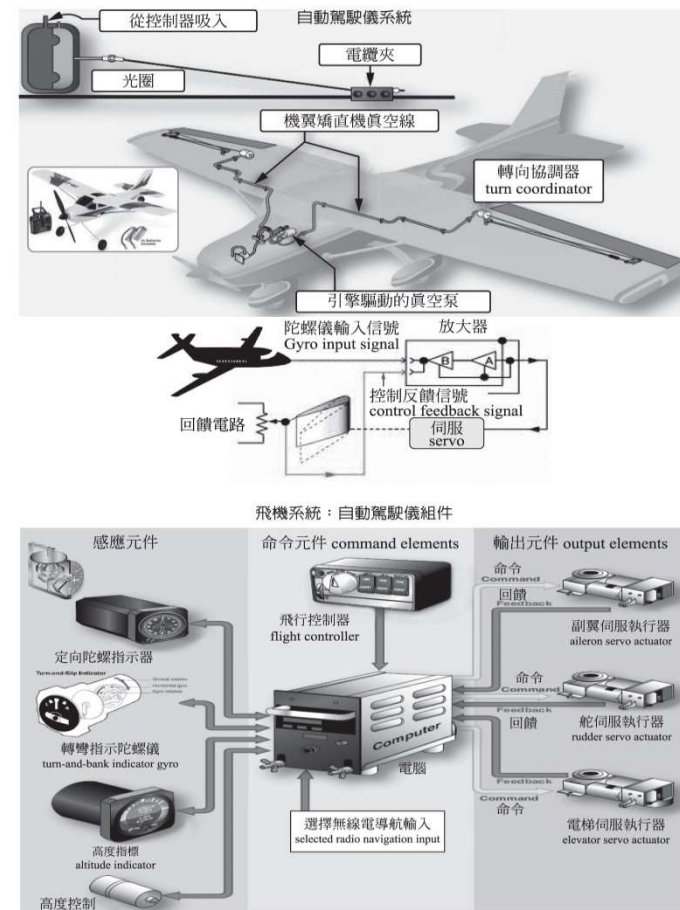 自動駕駛儀系統
從控制器吸入
光圈
電纜夾
機翼矯直機真空線
轉向協調器
turn coordinator
引擎驅動的真空泵
陀螺儀輸入信號
Gyro input signal
放大器
B
A
控制反饋信號
control feedback signal
回饋電路
伺服
servo
飛機系統：自動駕駛儀組件
感應元件
命令元件 command elements
輸出元件 output elements
定向陀螺指示器
Turn-and-Slip Indicator
轉彎指示陀螺儀
turn-and-bank indicator gyro
高度指標
altitude indicator
高度控制
飛行控制器
flight controller
Computer
電腦
選擇無線電導航輸入
selected radio navigation input
命令
Command
回饋
Feedback
副翼伺服執行器
aileron servo actuator
命令
Command
回饋
Feedback
舵伺服執行器
rudder servo actuator
Feedback
Command
命令
電梯伺服執行器
elevator servo actuator